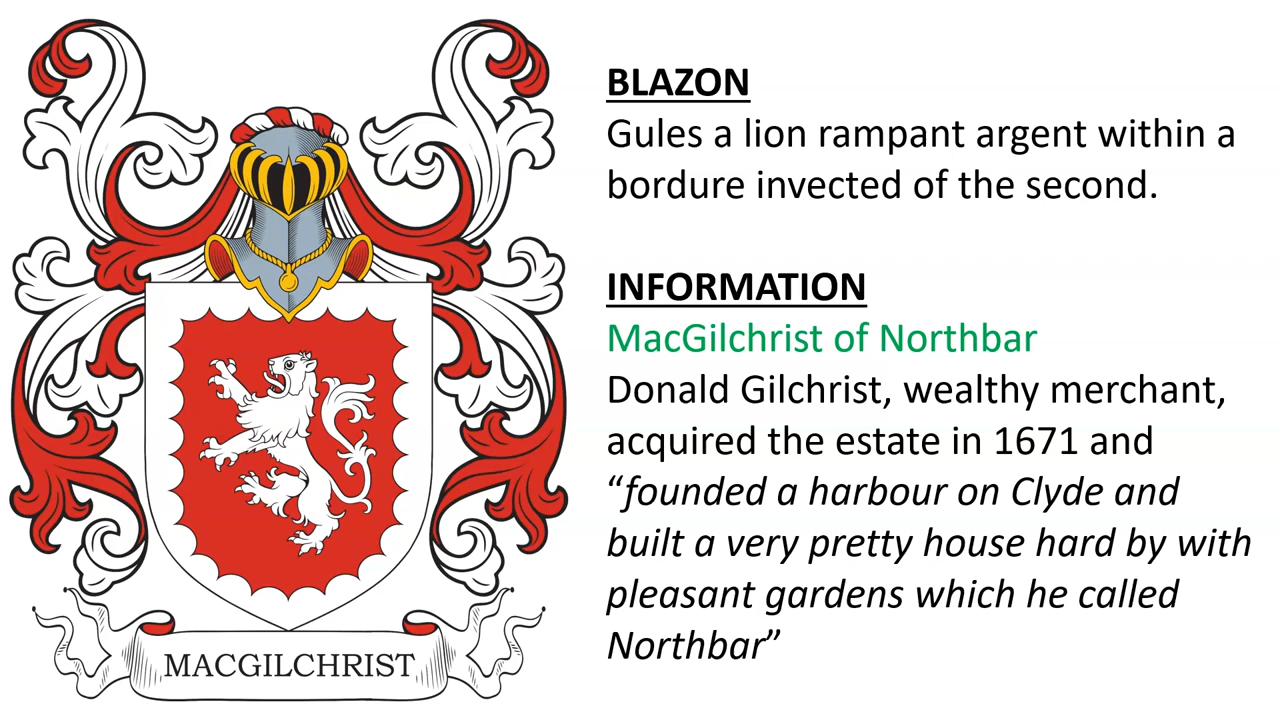 BLAZON
Gules a lion rampant argent within a
bordure invected of the second.
INFORMATION
MacGilchrist of Northbar
Donald Gilchrist, wealthy merchant,
acquired the estate in 1671 and
“founded a harbour on Clyde and
built a very pretty house hard by with
pleasant gardens which he called
Northbar”
MACGILCHRIST